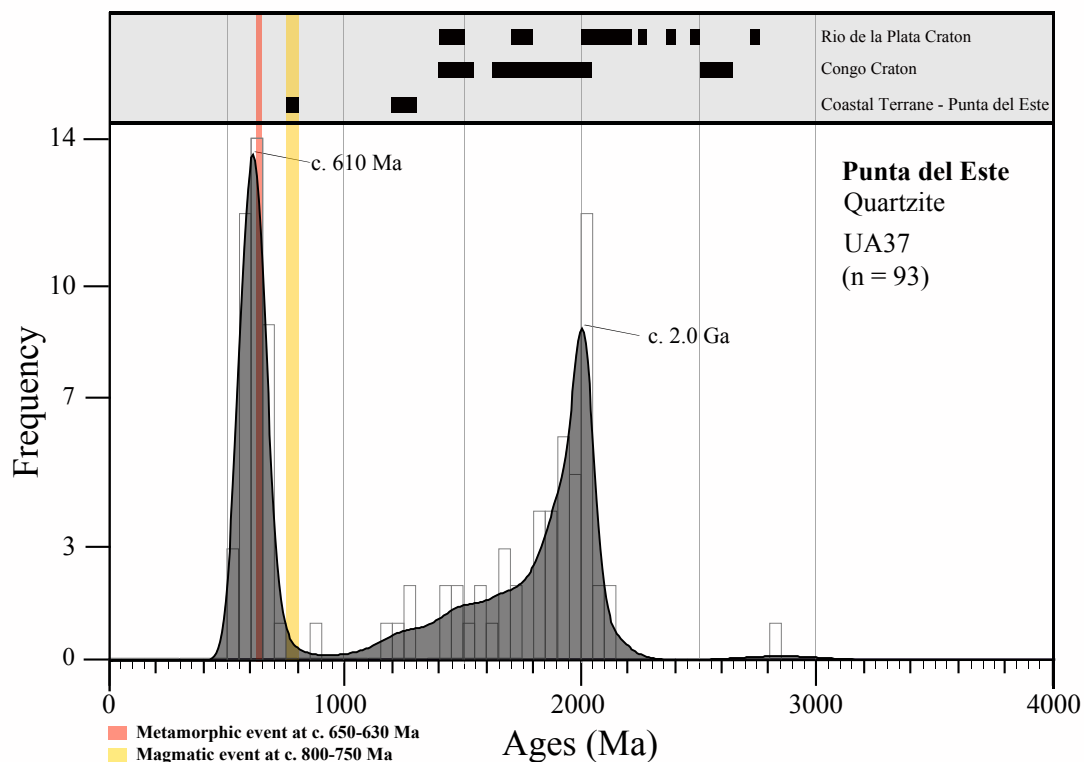 Rio de la Plata Craton
Congo Craton
Coastal Terrane - Punta del Este
14
c. 610 Ma
Punta del Este
Quartzite
UA37
(n = 93)
10
c. 2.0 Ga
7
Frequency
3
0
0 1000 2000 3000 4000
Metamorphic event at c. 650-630 Ma
Ages (Ma)
Magmatic event at c. 800-750 Ma